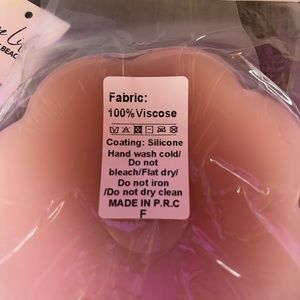 BEAC
Fabric:
100%Viscose
Coating: Silicone
Hand wash cold/
Do not
bleach/Flat dry/
Do not iron
/Do not dry clean
MADE IN P.R.C
F